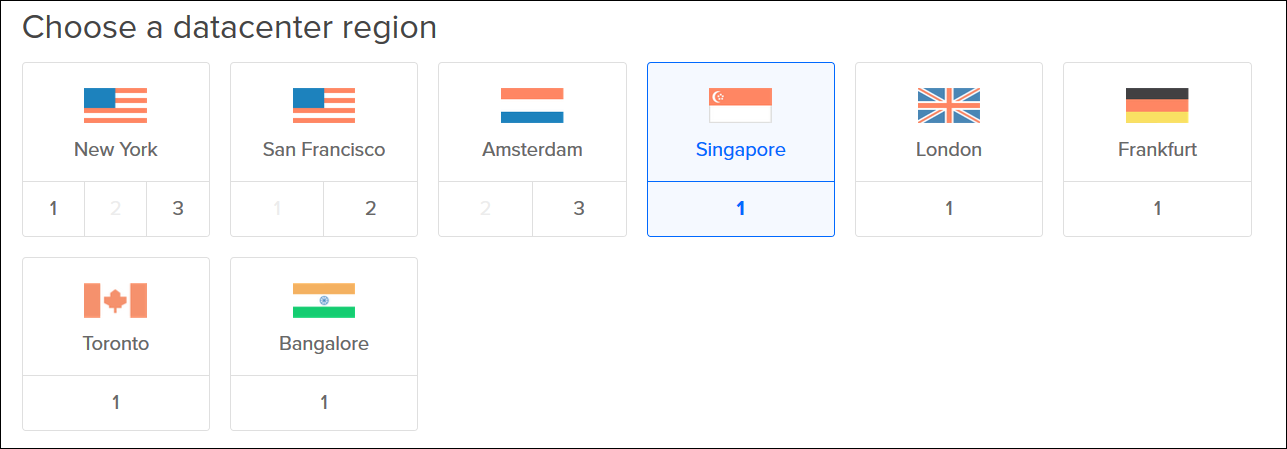 Choose a datacenter region
New York San Francisco Amsterdam Singapore London Frankfurt
1 2 3 1 2 2 3 1 1 1
Toronto Bangalore
1 1